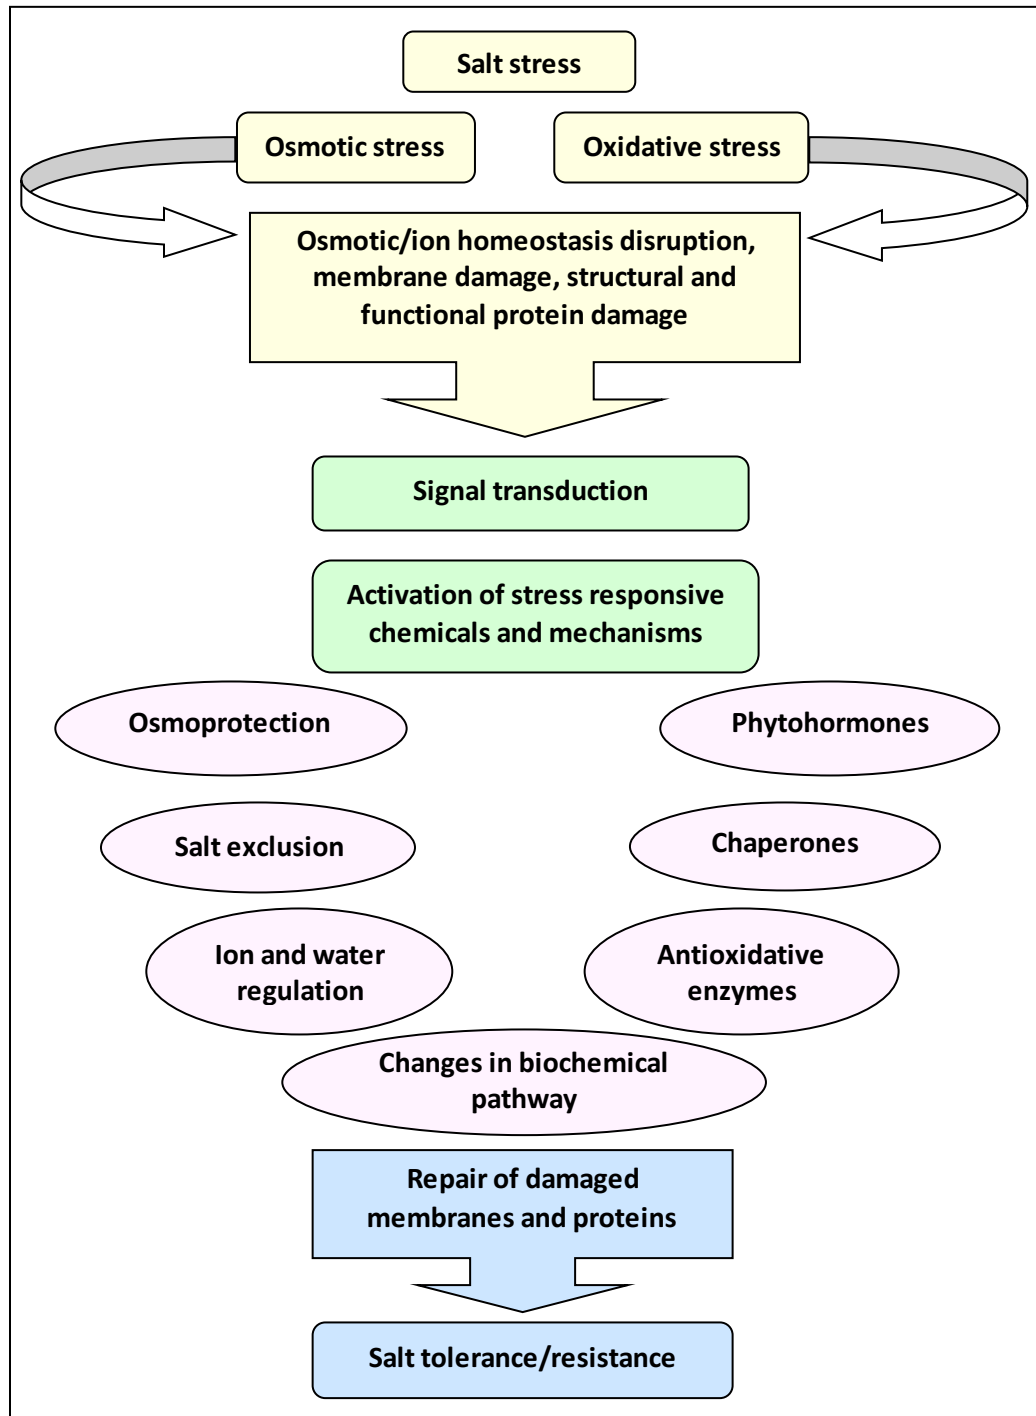 Salt stress
Osmotic stress
Oxidative stress
Osmotic/ion homeostasis disruption,
membrane damage, structural and
functional protein damage
Signal transduction
Activation of stress responsive
chemicals and mechanisms
Osmoprotection
Phytohormones
Salt exclusion
Chaperones
Ion and water
regulation
Antioxidative
enzymes
Changes in biochemical
pathway
Repair of damaged
membranes and proteins
Salt tolerance/resistance